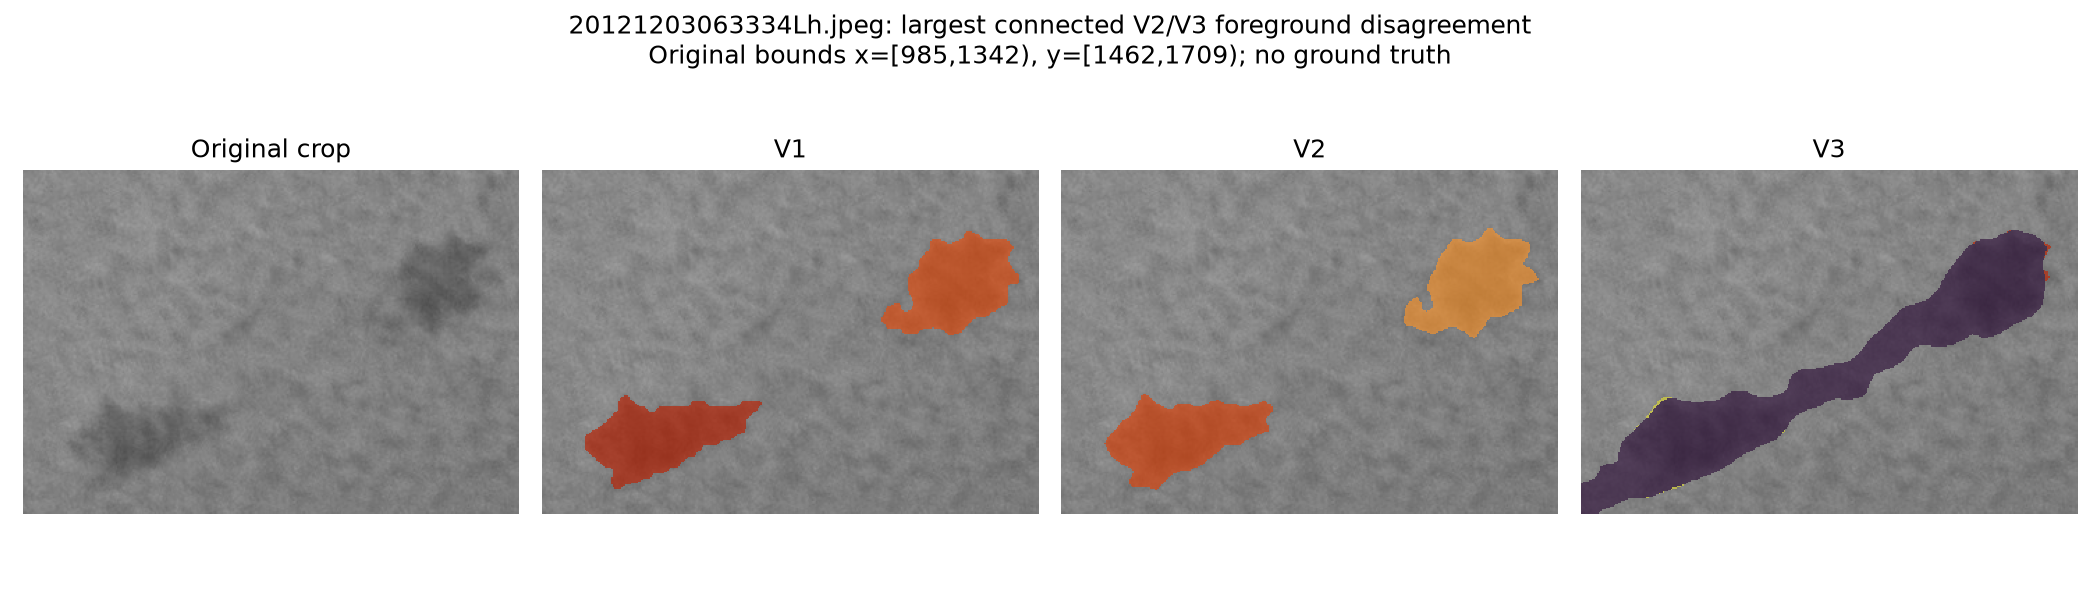 20121203063334Lh.jpeg: largest connected V2/V3 foreground disagreement
Original bounds x=[985,1342), y=[1462,1709); no ground truth
Original crop
V1
V2
V3